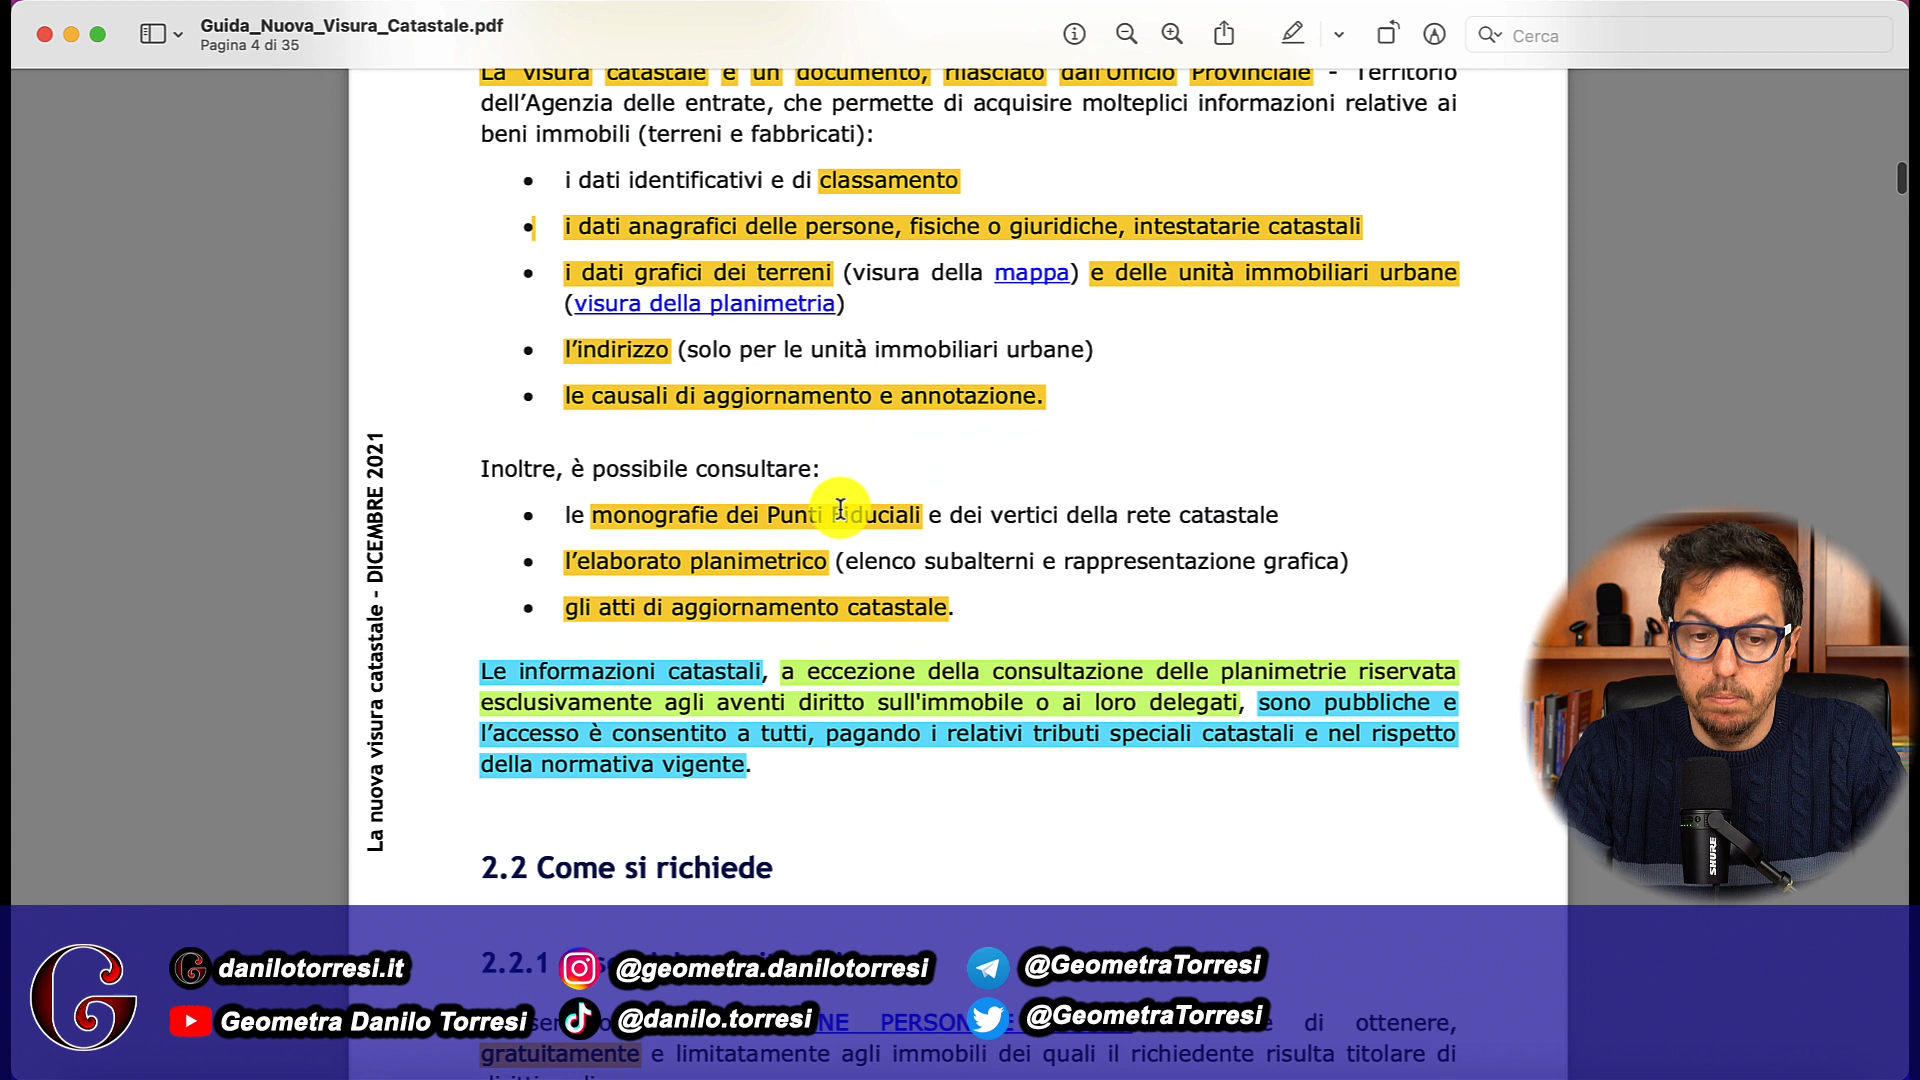 Guida_Nuova_Visura_Catastale.pdf
Pagina 4 di 35
Cerca
La visura catastale è un documento, rilasciato dall'Ufficio Provinciale - Territorio
dell'Agenzia delle entrate, che permette di acquisire molteplici informazioni relative ai
beni immobili (terreni e fabbricati):
• i dati identificativi e di classamento
• i dati anagrafici delle persone, fisiche o giuridiche, intestatarie catastali
• i dati grafici dei terreni (visura della mappa) e delle unità immobiliari urbane
(visura della planimetria)
• l'indirizzo (solo per le unità immobiliari urbane)
• le causali di aggiornamento e annotazione.
La nuova visura catastale - DICEMBRE 2021
Inoltre, è possibile consultare:
• le monografie dei Punti Fiduciali e dei vertici della rete catastale
• l'elaborato planimetrico (elenco subalterni e rappresentazione grafica)
• gli atti di aggiornamento catastale.
Le informazioni catastali, a eccezione della consultazione delle planimetrie riservata
esclusivamente agli aventi diritto sull'immobile o ai loro delegati, sono pubbliche e
l'accesso è consentito a tutti, pagando i relativi tributi speciali catastali e nel rispetto
della normativa vigente.
2.2 Come si richiede
2.2.1
di ottenere,
gratuitamente e limitatamente agli immobili dei quali il richiedente risulta titolare di
SHURE
G
danilotorresi.it
@geometra.danilotorresi
@GeometraTorresi
Geometra Danilo Torresi
@danilo.torresi
@GeometraTorresi